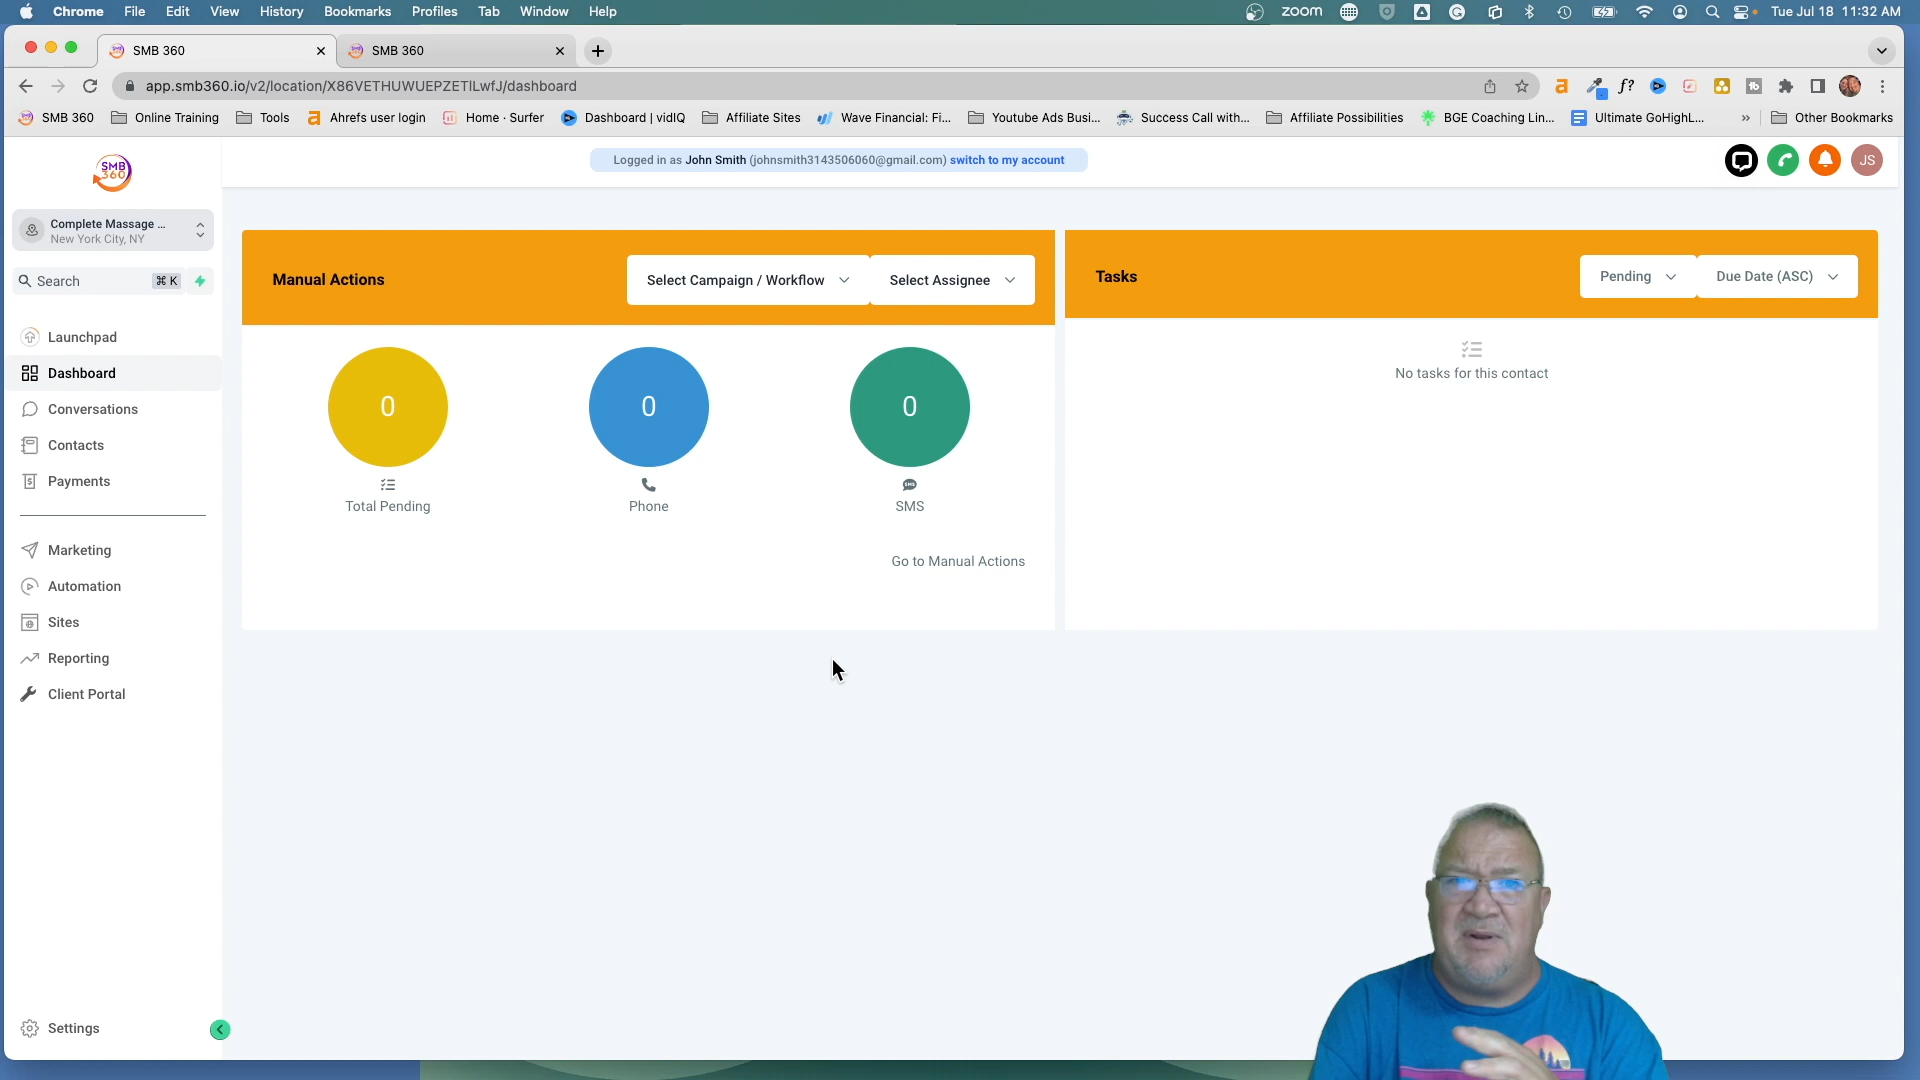 Chrome File Edit View History Bookmarks Profiles Tab Window Help zoom Tue Jul 18 11:32 AM
SMB 360 SMB 360
app.smb360.io/v2/location/X86VETHUWUEPZETlLwfJ/dashboard
SMB 360 Online Training Tools Ahrefs user login Home · Surfer Dashboard | vidIQ Affiliate Sites Wave Financial: Fi... Youtube Ads Busi... Success Call with... Affiliate Possibilities BGE Coaching Lin... Ultimate GoHighL... » Other Bookmarks
SMB
360
Logged in as John Smith (johnsmith3143506060@gmail.com) switch to my account
JS
Complete Massage ...
New York City, NY
Search ⌘ K
Launchpad
Dashboard
Conversations
Contacts
Payments
Marketing
Automation
Sites
Reporting
Client Portal
Settings
Manual Actions Select Campaign / Workflow Select Assignee
0 0 0
Total Pending Phone SMS
Go to Manual Actions
Tasks Pending Due Date (ASC)
No tasks for this contact